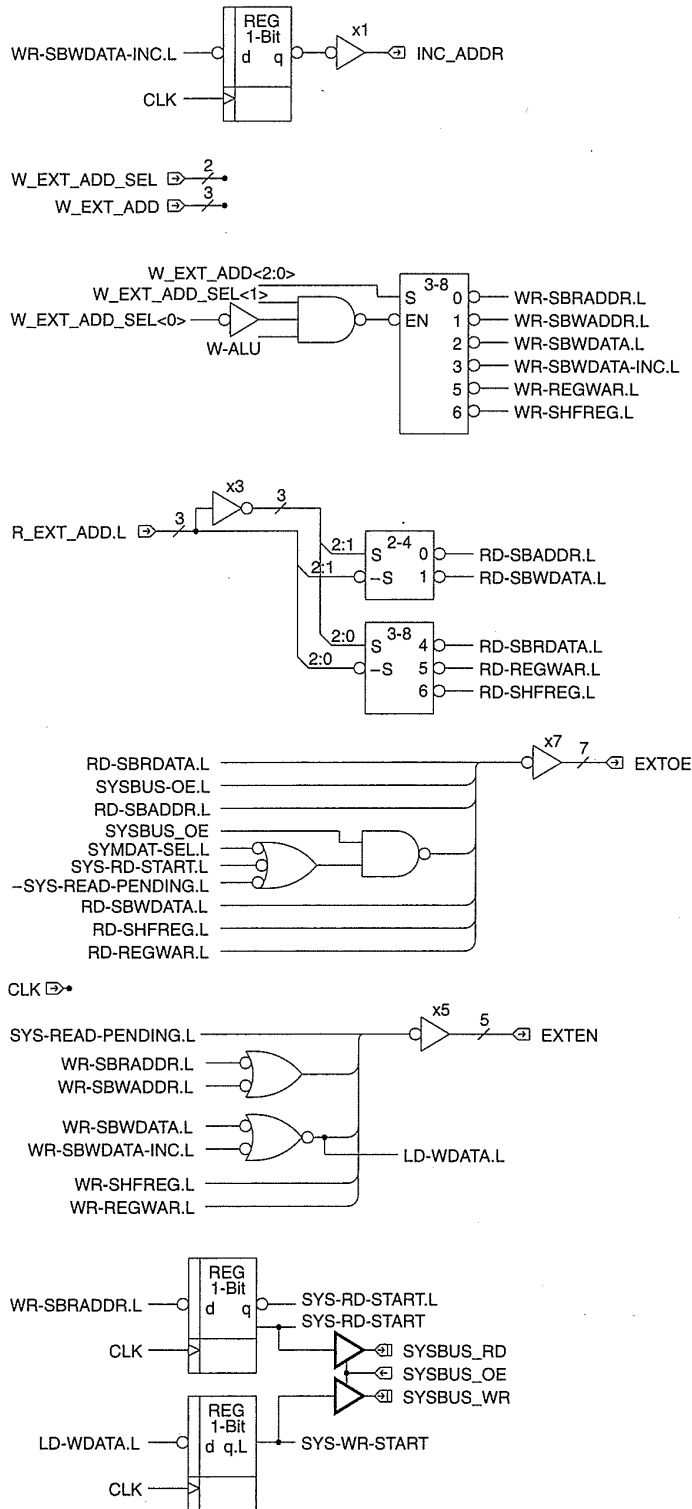 x1
REG
1-Bit
WR-SBWDATA-INC.L d q INC_ADDR
CLK
W_EXT_ADD_SEL 2
W_EXT_ADD 3
W_EXT_ADD<2:0>
3-8
W_EXT_ADD_SEL<1> S 0 WR-SBRADDR.L
W_EXT_ADD_SEL<0> EN 1 WR-SBWADDR.L
W-ALU 2 WR-SBWDATA.L
3 WR-SBWDATA-INC.L
5 WR-REGWAR.L
6 WR-SHFREG.L
x3
3
R_EXT_ADD.L 3
2:1 2-4
S 0 RD-SBADDR.L
2:1 -S 1 RD-SBWDATA.L
2:0 3-8
S 4 RD-SBRDATA.L
2:0 -S 5 RD-REGWAR.L
6 RD-SHFREG.L
x7
RD-SBRDATA.L 7 EXTOE
SYSBUS-OE.L
RD-SBADDR.L
SYSBUS_OE
SYMDAT-SEL.L
SYS-RD-START.L
-SYS-READ-PENDING.L
RD-SBWDATA.L
RD-SHFREG.L
RD-REGWAR.L
CLK
x5
SYS-READ-PENDING.L 5 EXTEN
WR-SBRADDR.L
WR-SBWADDR.L
WR-SBWDATA.L
WR-SBWDATA-INC.L
LD-WDATA.L
WR-SHFREG.L
WR-REGWAR.L
REG
1-Bit
WR-SBRADDR.L d q SYS-RD-START.L
SYS-RD-START
CLK SYSBUS_RD
SYSBUS_OE
REG SYSBUS_WR
1-Bit
LD-WDATA.L d q.L SYS-WR-START
CLK